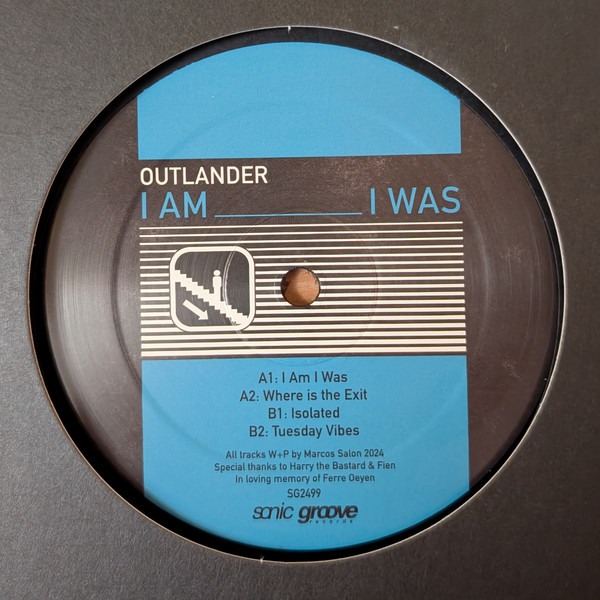 OUTLANDER
I AM __________ I WAS
A1: I Am I Was
A2: Where is the Exit
B1: Isolated
B2: Tuesday Vibes
All tracks W+P by Marcos Salon 2024
Special thanks to Harry the Bastard & Fien
In loving memory of Ferre Oeyen
SG2499
sonic groove
records